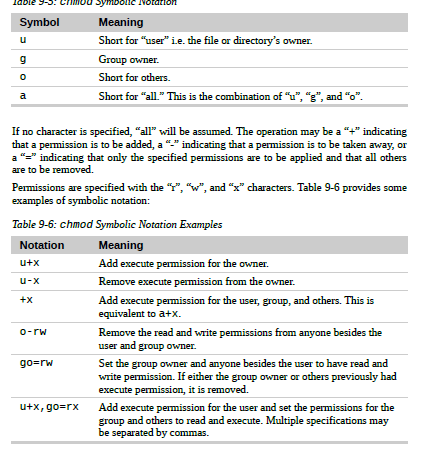 Table 9-5: chmod Symbolic Notation
Symbol Meaning
u Short for “user” i.e. the file or directory’s owner.
g Group owner.
o Short for others.
a Short for “all.” This is the combination of “u”, “g”, and “o”.
If no character is specified, “all” will be assumed. The operation may be a “+” indicating
that a permission is to be added, a “-” indicating that a permission is to be taken away, or
a “=” indicating that only the specified permissions are to be applied and that all others
are to be removed.
Permissions are specified with the “r”, “w”, and “x” characters. Table 9-6 provides some
examples of symbolic notation:
Table 9-6: chmod Symbolic Notation Examples
Notation Meaning
u+x Add execute permission for the owner.
u-x Remove execute permission from the owner.
+x Add execute permission for the user, group, and others. This is
equivalent to a+x.
o-rw Remove the read and write permissions from anyone besides the
user and group owner.
go=rw Set the group owner and anyone besides the user to have read and
write permission. If either the group owner or others previously had
execute permission, it is removed.
u+x,go=rx Add execute permission for the user and set the permissions for the
group and others to read and execute. Multiple specifications may
be separated by commas.